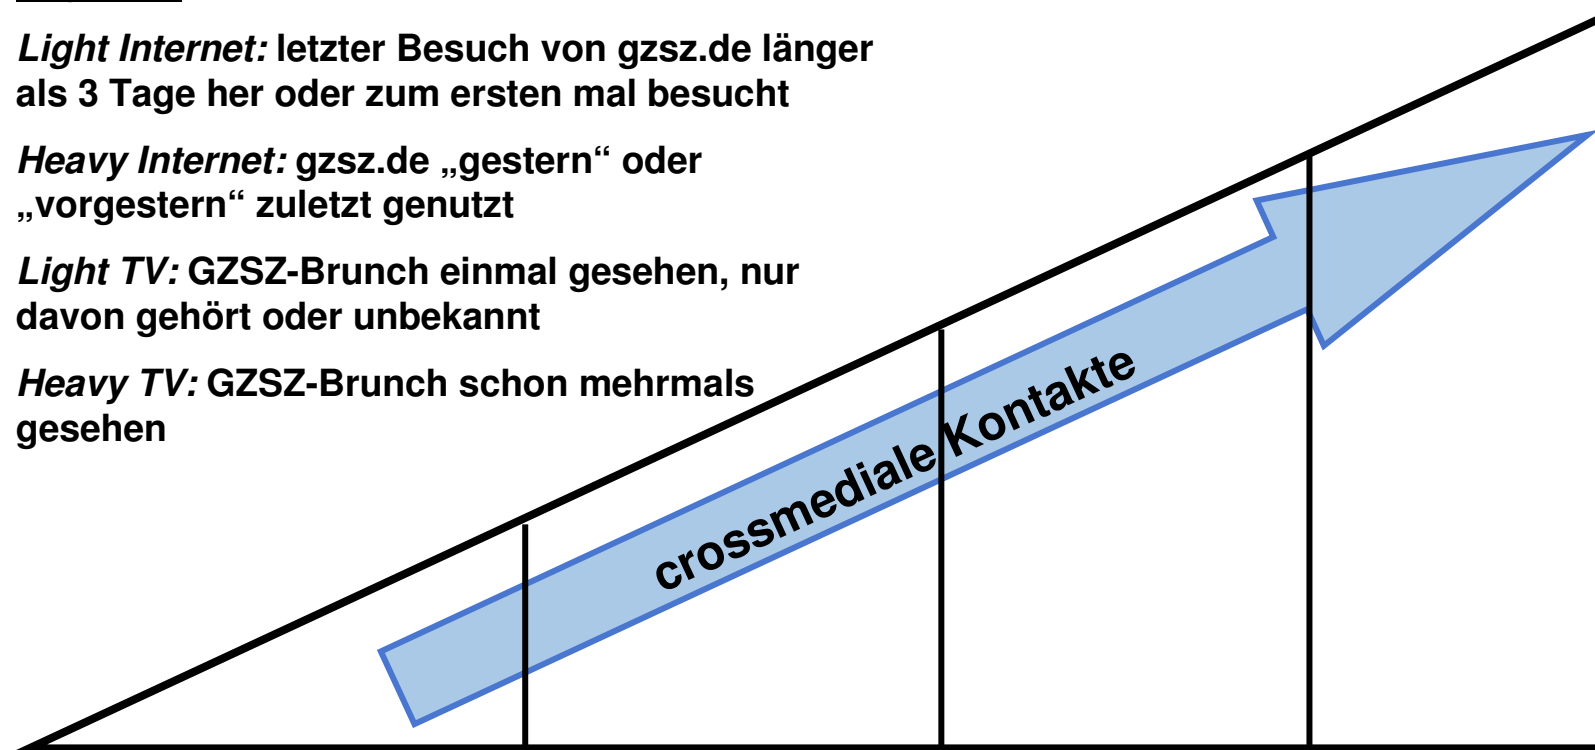 Light Internet: letzter Besuch von gzsz.de länger
als 3 Tage her oder zum ersten mal besucht
Heavy Internet: gzsz.de „gestern“ oder
„vorgestern“ zuletzt genutzt
Light TV: GZSZ-Brunch einmal gesehen, nur
davon gehört oder unbekannt
Heavy TV: GZSZ-Brunch schon mehrmals
gesehen
crossmediale Kontakte